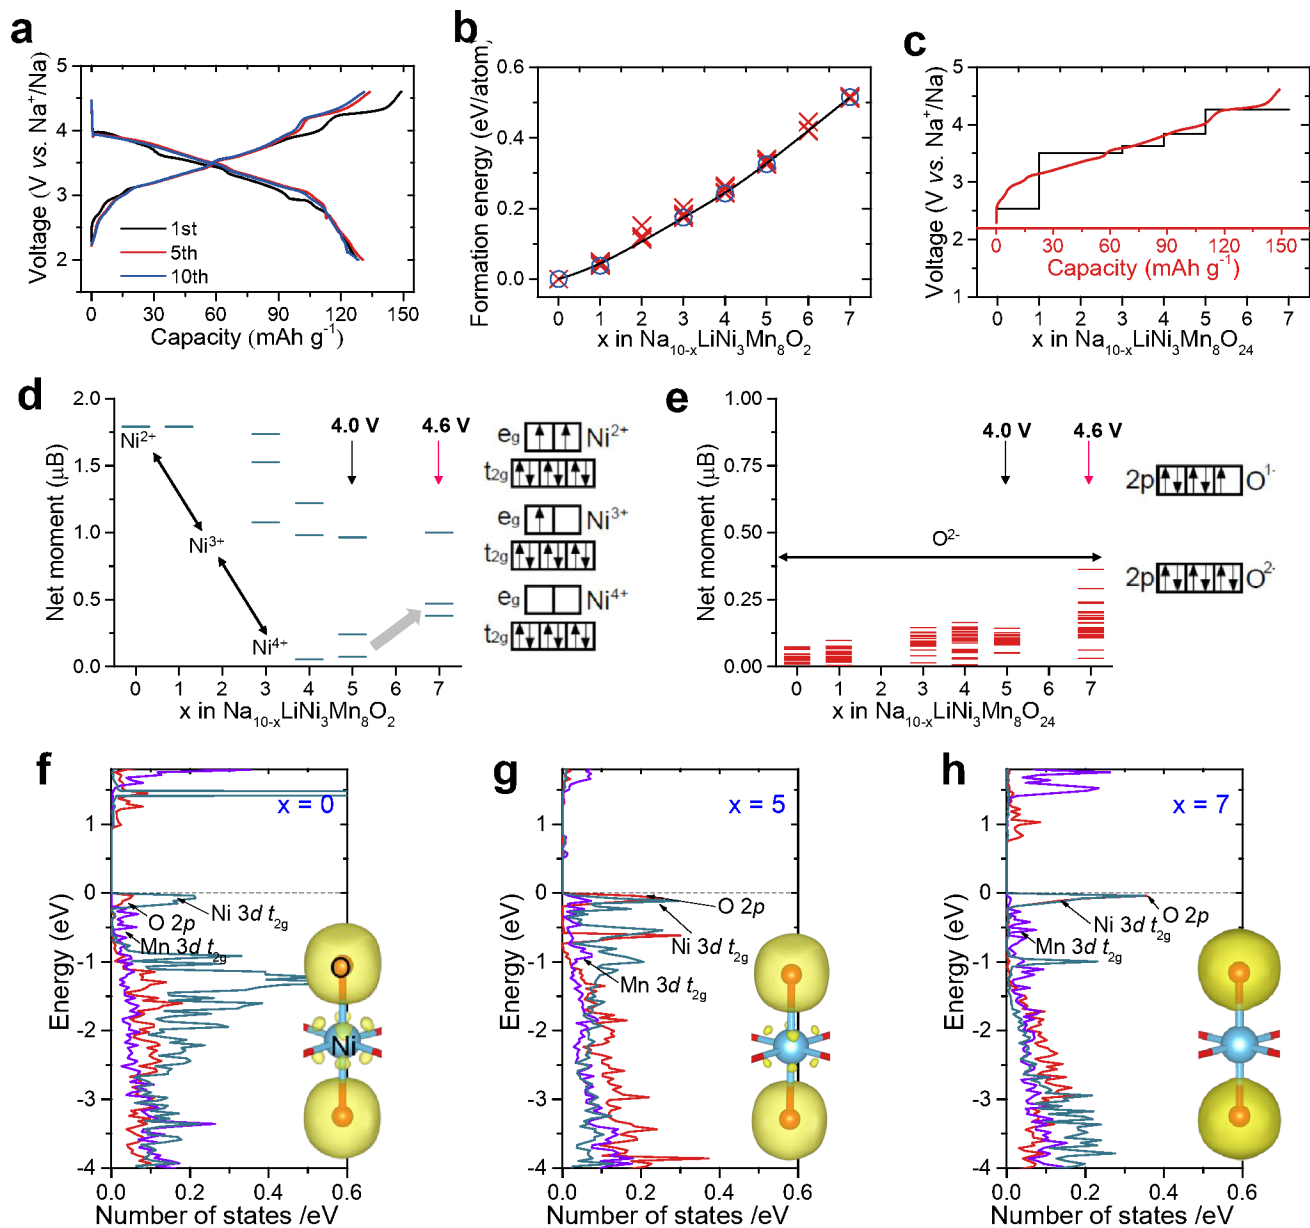 a
Voltage (V vs. Na⁺/Na)
5
4
3
2
1st
5th
10th
0 30 60 90 120 150
Capacity (mAh g⁻¹)
b
Formation energy (eV/atom)
0.6
0.4
0.2
0.0
0 1 2 3 4 5 6 7
x in Na₁₀₋ₓLiNi₃Mn₈O₂
c
Voltage (V vs. Na⁺/Na)
5
4
3
2
1
0 30 60 90 120 150
Capacity (mAh g⁻¹)
0 1 2 3 4 5 6 7
x in Na₁₀₋ₓLiNi₃Mn₈O₂₄
d
Net moment (μB)
2.0
1.5
1.0
0.5
0.0
Ni²⁺
Ni³⁺
Ni⁴⁺
4.0 V
4.6 V
0 1 2 3 4 5 6 7
x in Na₁₀₋ₓLiNi₃Mn₈O₂
e_g Ni²⁺
t₂g
e_g Ni³⁺
t₂g
e_g Ni⁴⁺
t₂g
e
Net moment (μB)
1.00
0.75
0.50
0.25
0.00
4.0 V
4.6 V
O²⁻
0 1 2 3 4 5 6 7
x in Na₁₀₋ₓLiNi₃Mn₈O₂₄
2p O¹⁻
2p O²⁻
f
Energy (eV)
1
0
-1
-2
-3
-4
x = 0
O 2p
Ni 3d t₂g
Mn 3d t₂g
O
Ni
0.0 0.2 0.4 0.6
Number of states /eV
g
Energy (eV)
1
0
-1
-2
-3
-4
x = 5
O 2p
Ni 3d t₂g
Mn 3d t₂g
0.0 0.2 0.4 0.6
Number of states /eV
h
Energy (eV)
1
0
-1
-2
-3
-4
x = 7
O 2p
Ni 3d t₂g
Mn 3d t₂g
0.0 0.2 0.4 0.6
Number of states /eV